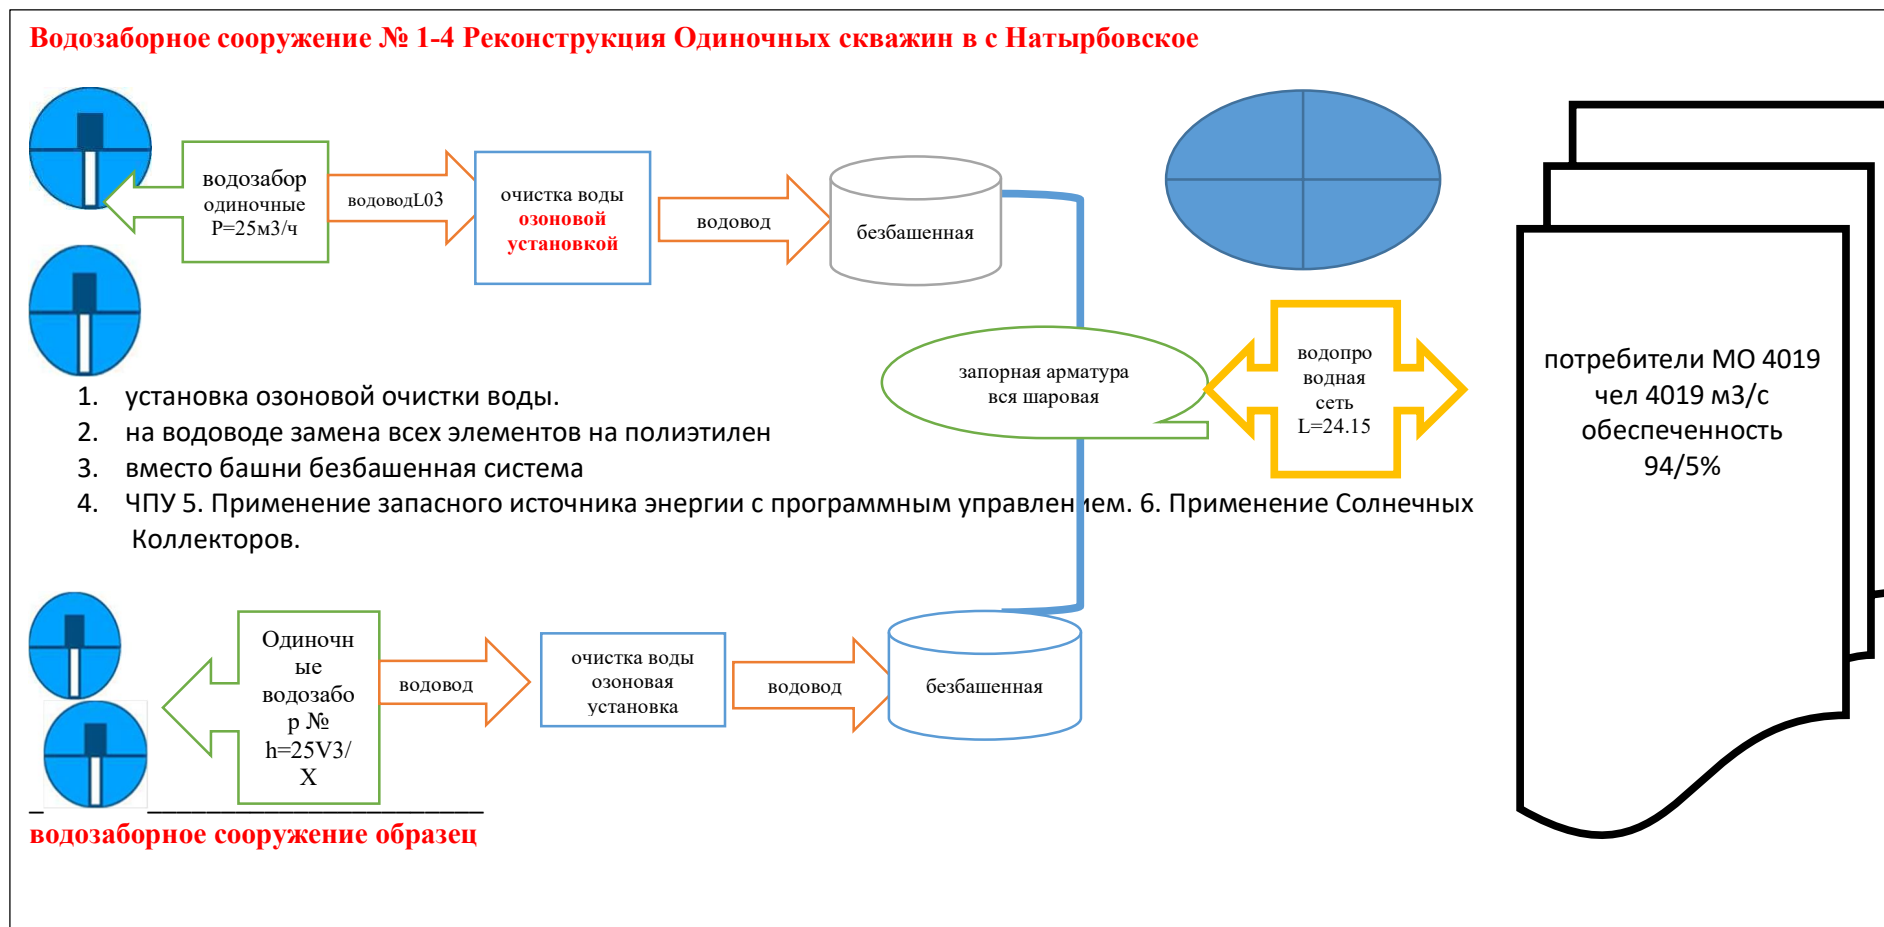 Водозаборное сооружение № 1-4 Реконструкция Одиночных скважин в с Натырбовское
водозабор
одиночные
Р=25м3/ч
водоводL03
очистка воды
озоновой
установкой
водовод
безбашенная
запорная арматура
вся шаровая
водопро
водная
сеть
L=24.15
потребители МО 4019
чел 4019 м3/с
обеспеченность
94/5%
1. установка озоновой очистки воды.
2. на водоводе замена всех элементов на полиэтилен
3. вместо башни безбашенная система
4. ЧПУ 5. Применение запасного источника энергии с программным управлением. 6. Применение Солнечных
Коллекторов.
Одиночн
ые
водозабо
р №
h=25V3/
X
водовод
очистка воды
озоновая
установка
водовод
безбашенная
водозаборное сооружение образец